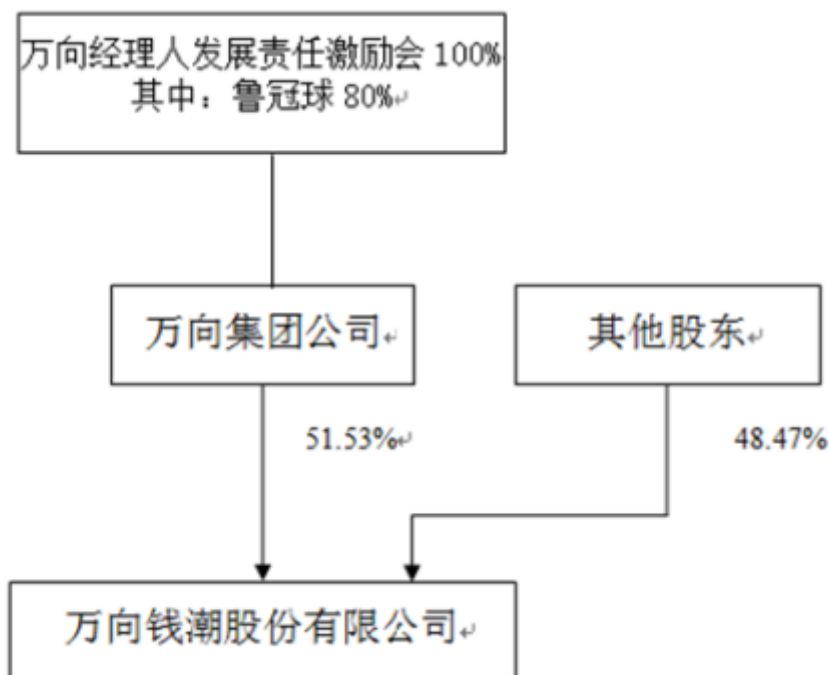 万向经理人发展责任激励会 100%
其中：鲁冠球 80%
万向集团公司
其他股东
51.53%
48.47%
万向钱潮股份有限公司